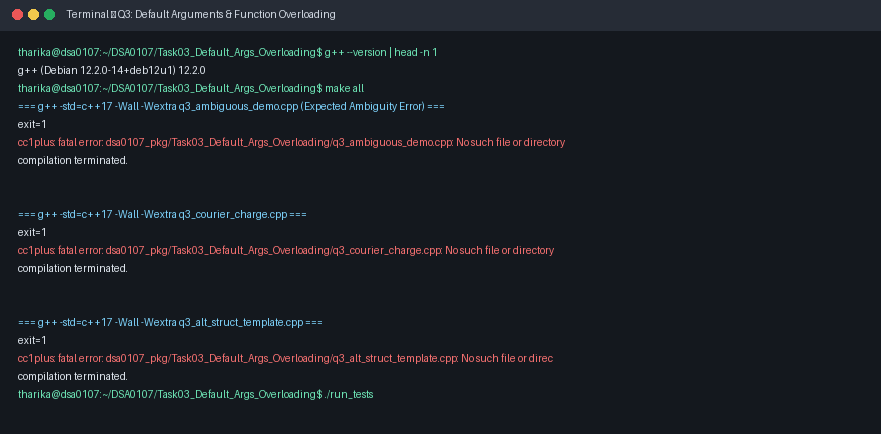 Terminal Q3: Default Arguments & Function Overloading
tharika@dsa0107:~/DSA0107/Task03_Default_Args_Overloading$ g++ --version | head -n 1
g++ (Debian 12.2.0-14+deb12u1) 12.2.0
tharika@dsa0107:~/DSA0107/Task03_Default_Args_Overloading$ make all
=== g++ -std=c++17 -Wall -Wextra q3_ambiguous_demo.cpp (Expected Ambiguity Error) ===
exit=1
cc1plus: fatal error: dsa0107_pkg/Task03_Default_Args_Overloading/q3_ambiguous_demo.cpp: No such file or directory
compilation terminated.
=== g++ -std=c++17 -Wall -Wextra q3_courier_charge.cpp ===
exit=1
cc1plus: fatal error: dsa0107_pkg/Task03_Default_Args_Overloading/q3_courier_charge.cpp: No such file or directory
compilation terminated.
=== g++ -std=c++17 -Wall -Wextra q3_alt_struct_template.cpp ===
exit=1
cc1plus: fatal error: dsa0107_pkg/Task03_Default_Args_Overloading/q3_alt_struct_template.cpp: No such file or direc
compilation terminated.
tharika@dsa0107:~/DSA0107/Task03_Default_Args_Overloading$ ./run_tests